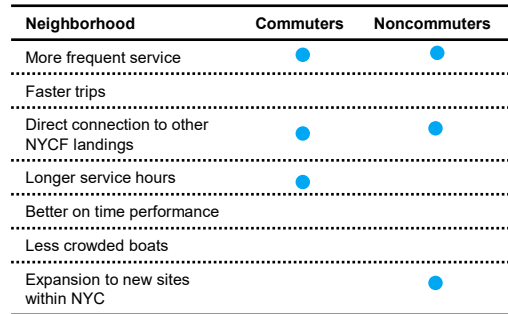 Neighborhood Commuters Noncommuters
More frequent service
Faster trips
Direct connection to other
NYCF landings
Longer service hours
Better on time performance
Less crowded boats
Expansion to new sites
within NYC